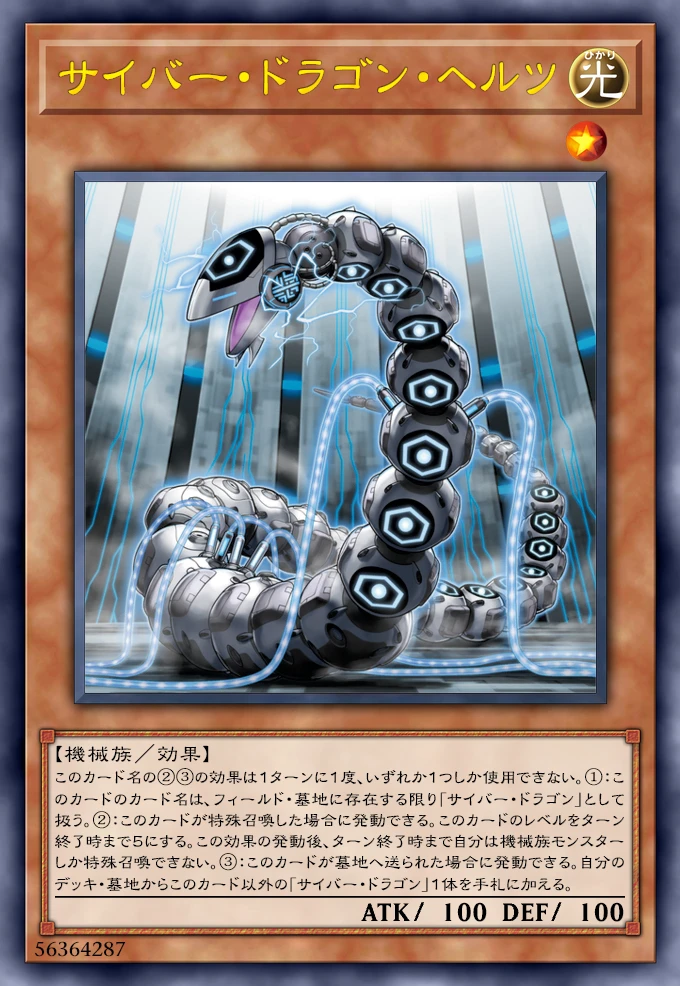 サイバー・ドラゴン・ヘルツ
ひかり
光
【機械族／効果】
このカード名の②③の効果は1ターンに1度、いずれか1つしか使用できない。①：こ
のカードのカード名は、フィールド・墓地に存在する限り「サイバー・ドラゴン」として
扱う。②：このカードが特殊召喚した場合に発動できる。このカードのレベルをターン
終了時まで5にする。この効果の発動後、ターン終了時まで自分は機械族モンスター
しか特殊召喚できない。③：このカードが墓地へ送られた場合に発動できる。自分の
デッキ・墓地からこのカード以外の「サイバー・ドラゴン」1体を手札に加える。
ATK/ 100 DEF/ 100
56364287